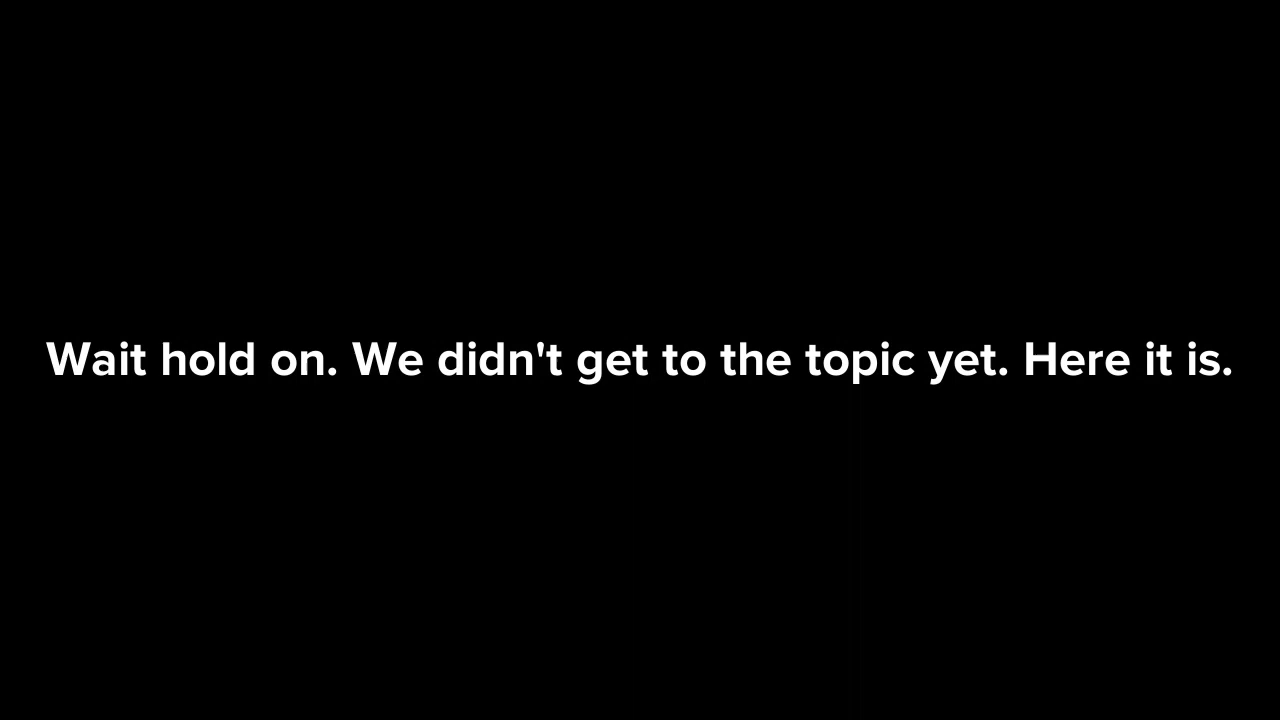 Wait hold on. We didn't get to the topic yet. Here it is.